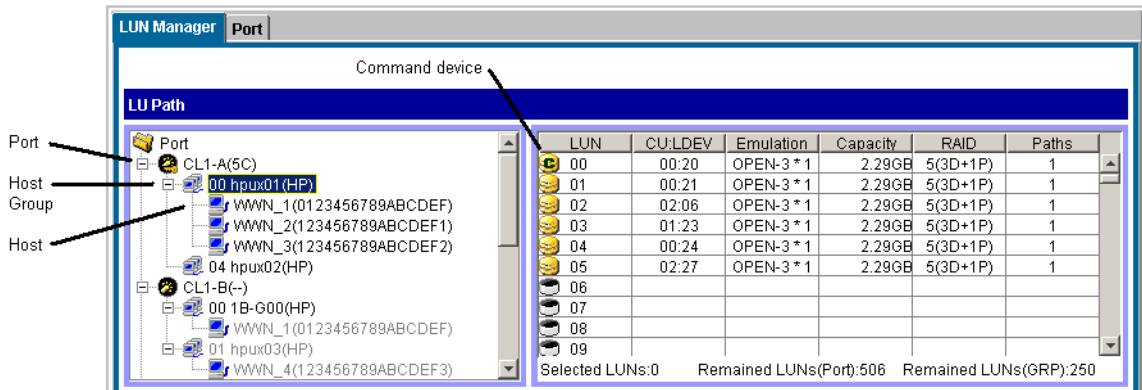 LUN Manager Port
Command device
LU Path
Port
Host
Group
Host
Port
CL1-A(5C)
00 hpux01(HP)
WWN_1(0123456789ABCDEF)
WWN_2(123456789ABCDEF1)
WWN_3(123456789ABCDEF2)
04 hpux02(HP)
CL1-B(--)
00 1B-G00(HP)
WWN_1(0123456789ABCDEF)
01 hpux03(HP)
WWN_4(123456789ABCDEF3)
LUN CU:LDEV Emulation Capacity RAID Paths
C 00 00:20 OPEN-3 * 1 2.29GB 5(3D+1P) 1
01 00:21 OPEN-3 * 1 2.29GB 5(3D+1P) 1
02 02:06 OPEN-3 * 1 2.29GB 5(3D+1P) 1
03 01:23 OPEN-3 * 1 2.29GB 5(3D+1P) 1
04 00:24 OPEN-3 * 1 2.29GB 5(3D+1P) 1
05 02:27 OPEN-3 * 1 2.29GB 5(3D+1P) 1
06
07
08
09
Selected LUNs:0 Remained LUNs(Port):506 Remained LUNs(GRP):250